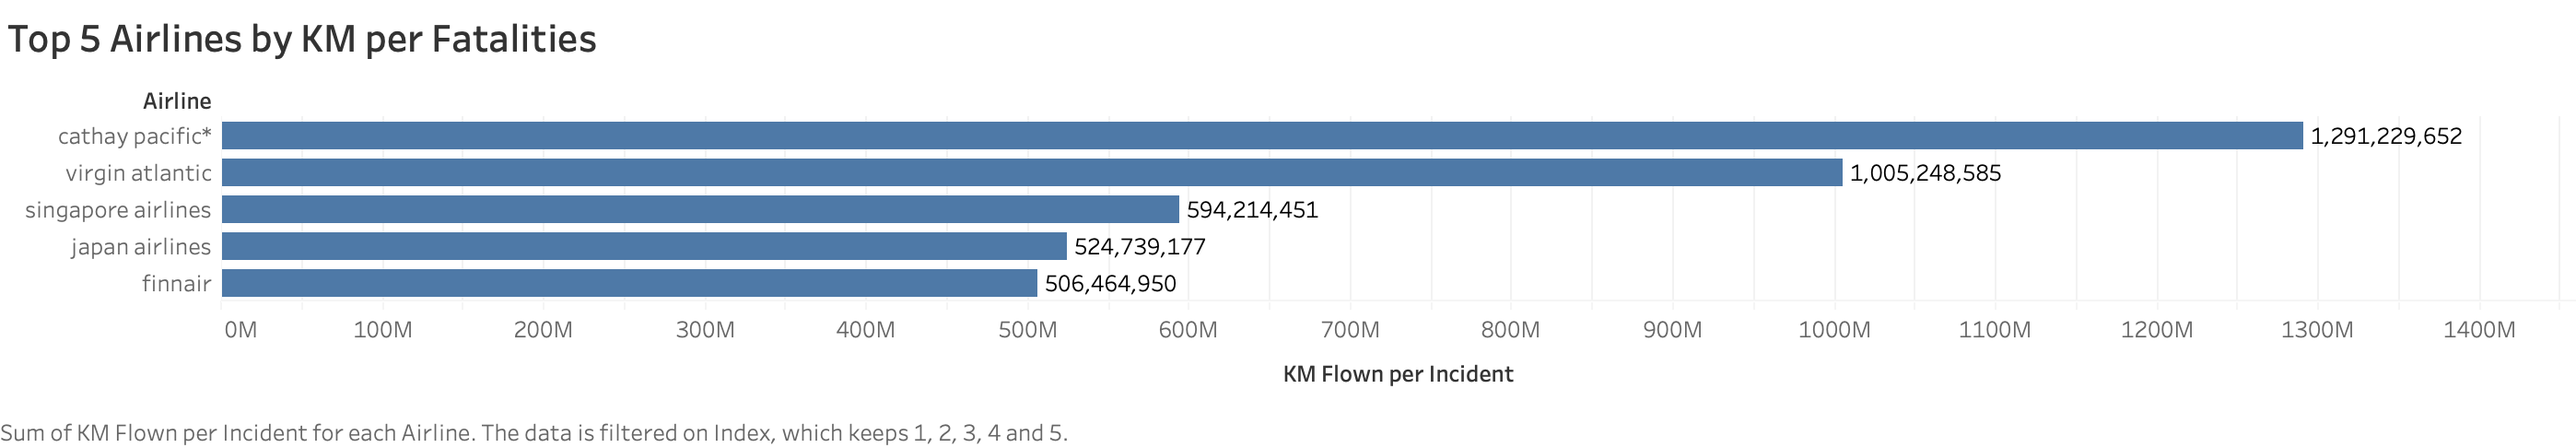 Top 5 Airlines by KM per Fatalities
Airline
cathay pacific* 1,291,229,652
virgin atlantic 1,005,248,585
singapore airlines 594,214,451
japan airlines 524,739,177
finnair 506,464,950
0M 100M 200M 300M 400M 500M 600M 700M 800M 900M 1000M 1100M 1200M 1300M 1400M
KM Flown per Incident
Sum of KM Flown per Incident for each Airline. The data is filtered on Index, which keeps 1, 2, 3, 4 and 5.